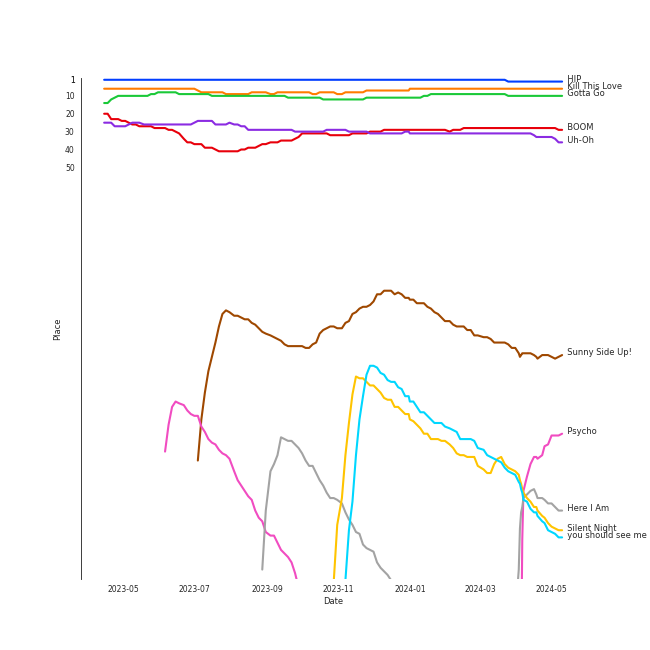 1
10
20
30
40
50
Place
HIP
Kill This Love
Gotta Go
BOOM
Uh-Oh
Sunny Side Up!
Psycho
Here I Am
Silent Night
you should see me
2023-05 2023-07 2023-09 2023-11 2024-01 2024-03 2024-05
Date